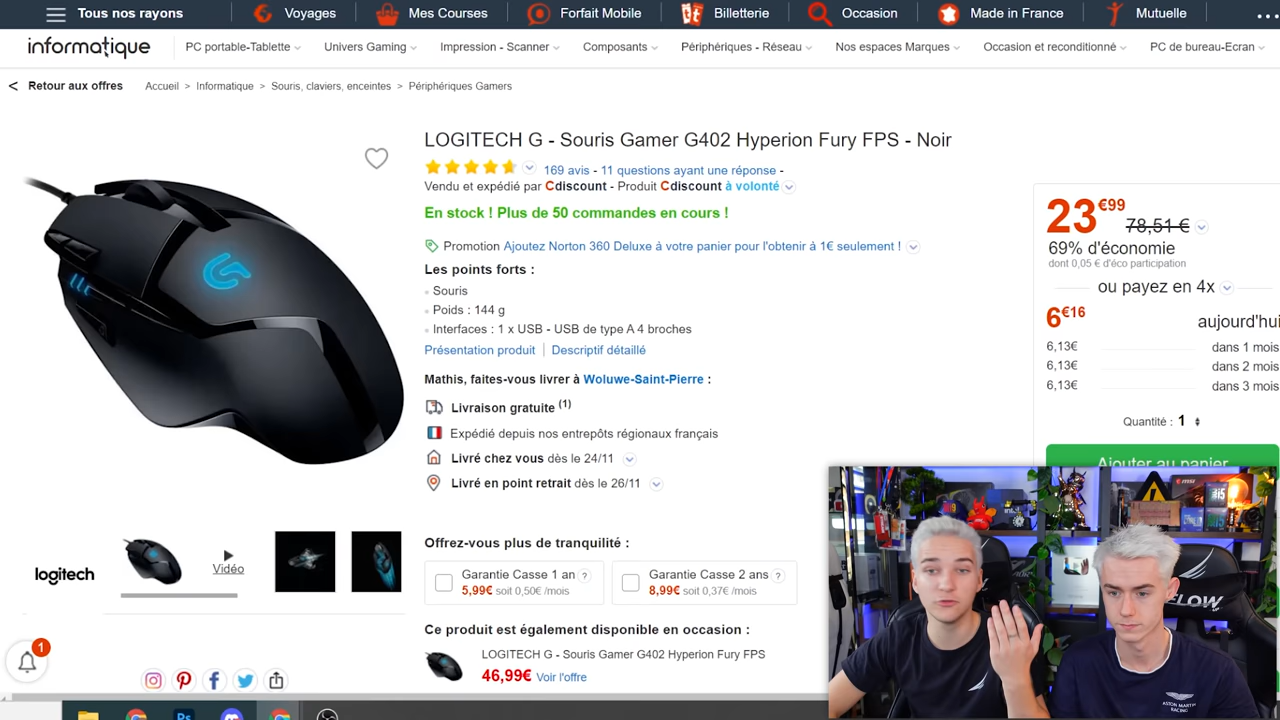 Tous nos rayons
Voyages
Mes Courses
Forfait Mobile
Billetterie
Occasion
Made in France
Mutuelle
informatique
PC portable-Tablette
Univers Gaming
Impression - Scanner
Composants
Périphériques - Réseau
Nos espaces Marques
Occasion et reconditionné
PC de bureau-Ecran
< Retour aux offres
Accueil > Informatique > Souris, claviers, enceintes > Périphériques Gamers
LOGITECH G - Souris Gamer G402 Hyperion Fury FPS - Noir
169 avis - 11 questions ayant une réponse -
Vendu et expédié par Cdiscount - Produit Cdiscount à volonté
En stock ! Plus de 50 commandes en cours !
Promotion Ajoutez Norton 360 Deluxe à votre panier pour l'obtenir à 1€ seulement !
Les points forts :
Souris
Poids : 144 g
Interfaces : 1 x USB - USB de type A 4 broches
Présentation produit | Descriptif détaillé
Mathis, faites-vous livrer à Woluwe-Saint-Pierre :
Livraison gratuite (1)
Expédié depuis nos entrepôts régionaux français
Livré chez vous dès le 24/11
Livré en point retrait dès le 26/11
23€99 78,51 €
69% d'économie
dont 0,05 € d'éco participation
ou payez en 4x
6€16 aujourd'hui
6,13€ dans 1 mois
6,13€ dans 2 mois
6,13€ dans 3 mois
Quantité : 1
Ajouter au panier
logitech
Vidéo
Offrez-vous plus de tranquilité :
Garantie Casse 1 an ?
5,99€ soit 0,50€ /mois
Garantie Casse 2 ans ?
8,99€ soit 0,37€ /mois
Ce produit est également disponible en occasion :
LOGITECH G - Souris Gamer G402 Hyperion Fury FPS
46,99€ Voir l'offre
1
Ps
ASTON MARTIN
RACING